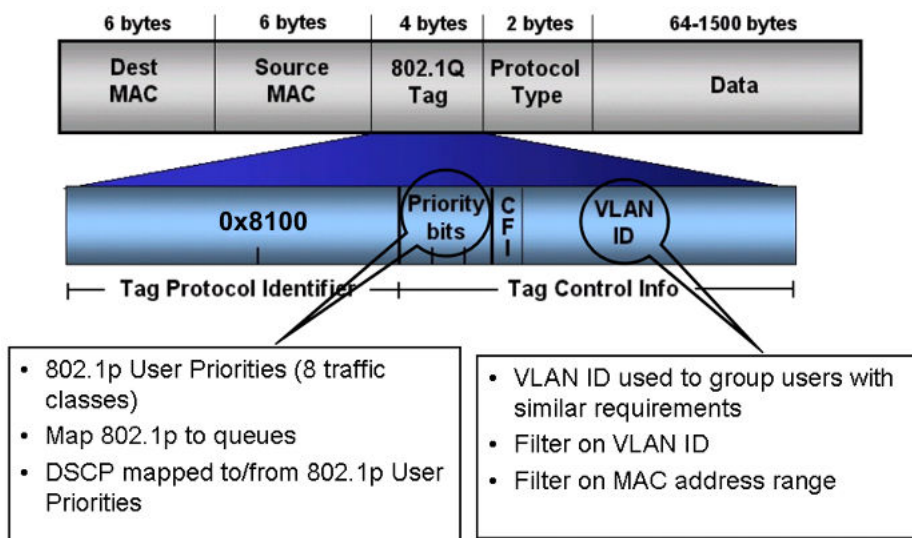 6 bytes 6 bytes 4 bytes 2 bytes 64-1500 bytes
Dest MAC
Source MAC
802.1Q Tag
Protocol Type
Data
0x8100
Priority bits
CFI
VLAN ID
Tag Protocol Identifier
Tag Control Info
• 802.1p User Priorities (8 traffic
classes)
• Map 802.1p to queues
• DSCP mapped to/from 802.1p User
Priorities
• VLAN ID used to group users with
similar requirements
• Filter on VLAN ID
• Filter on MAC address range